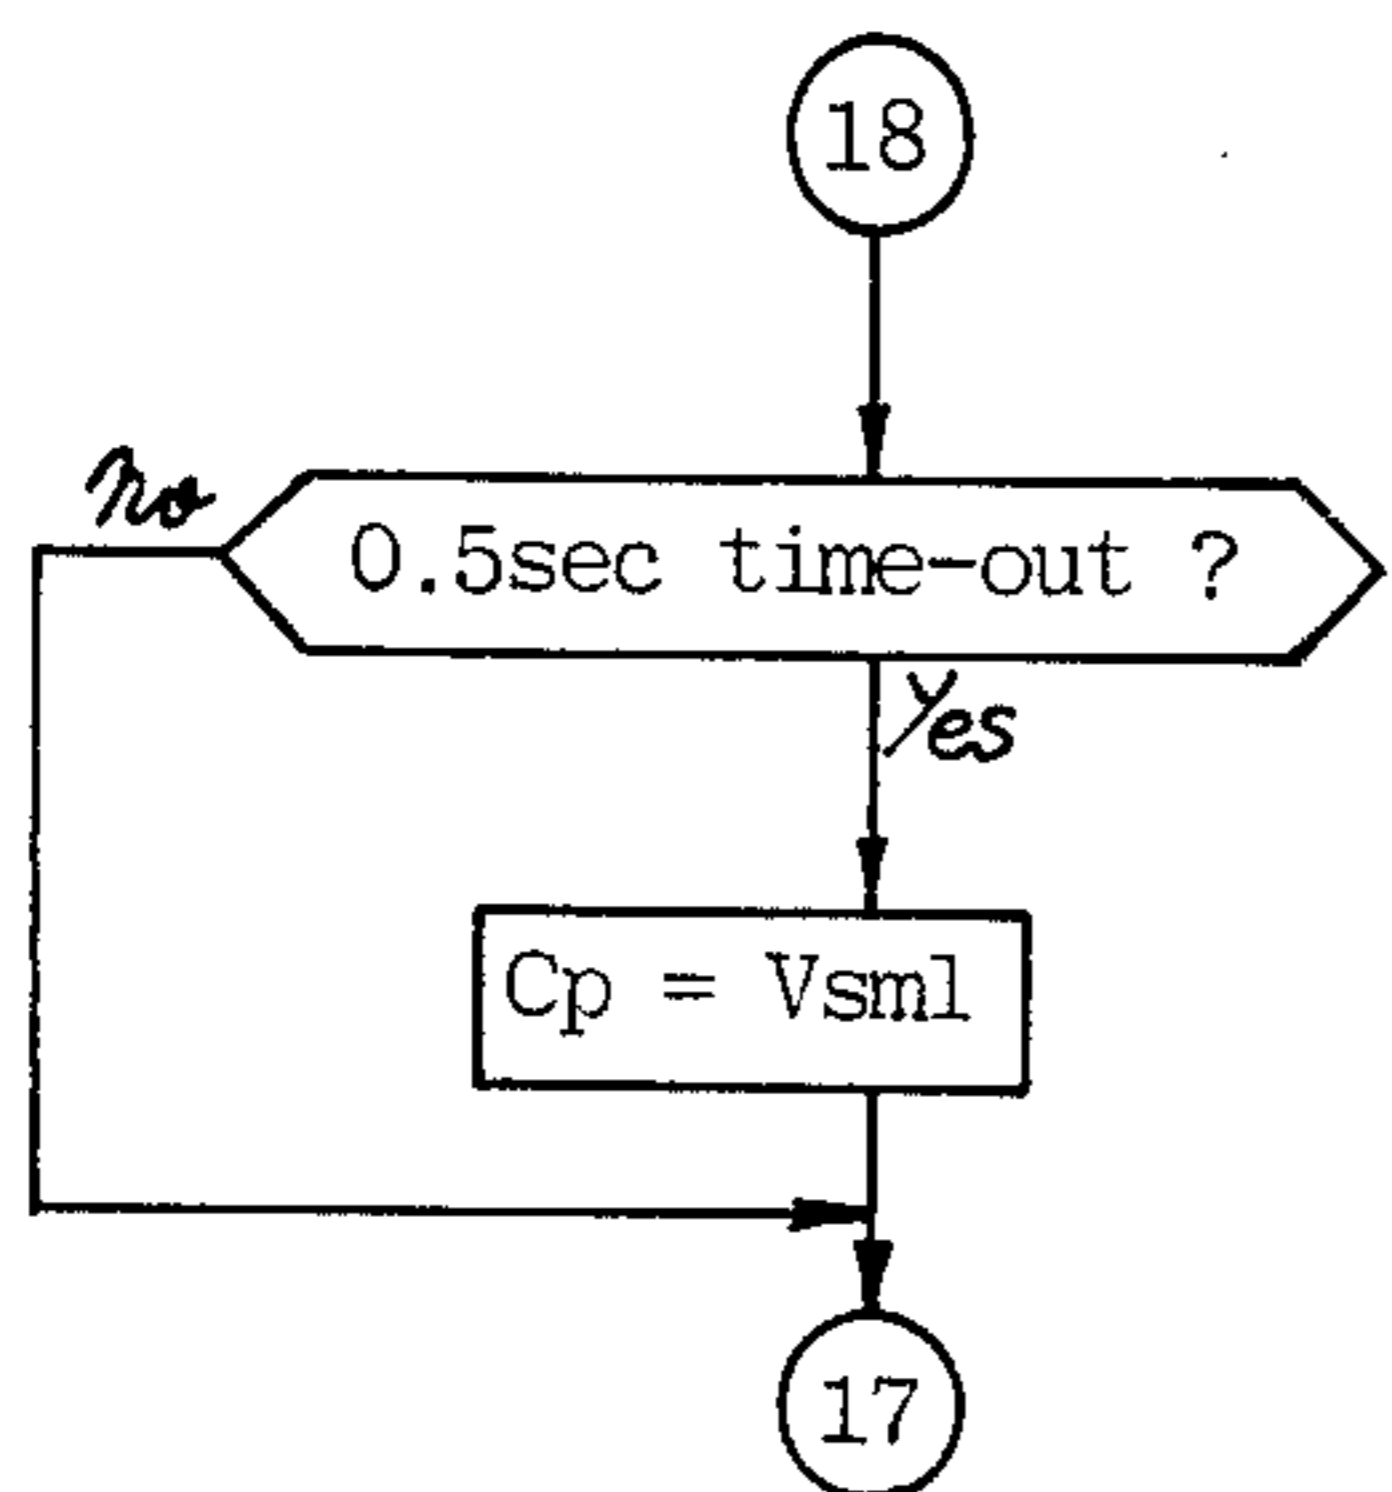 18
no
0.5sec time-out ?
Yes
Cp = Vsml
17